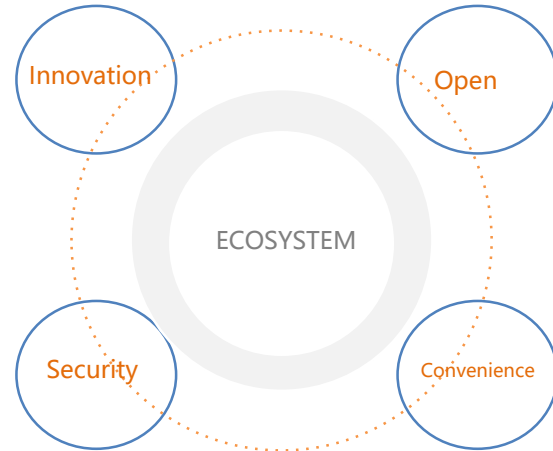 Innovation
Open
ECOSYSTEM
Security
Convenience